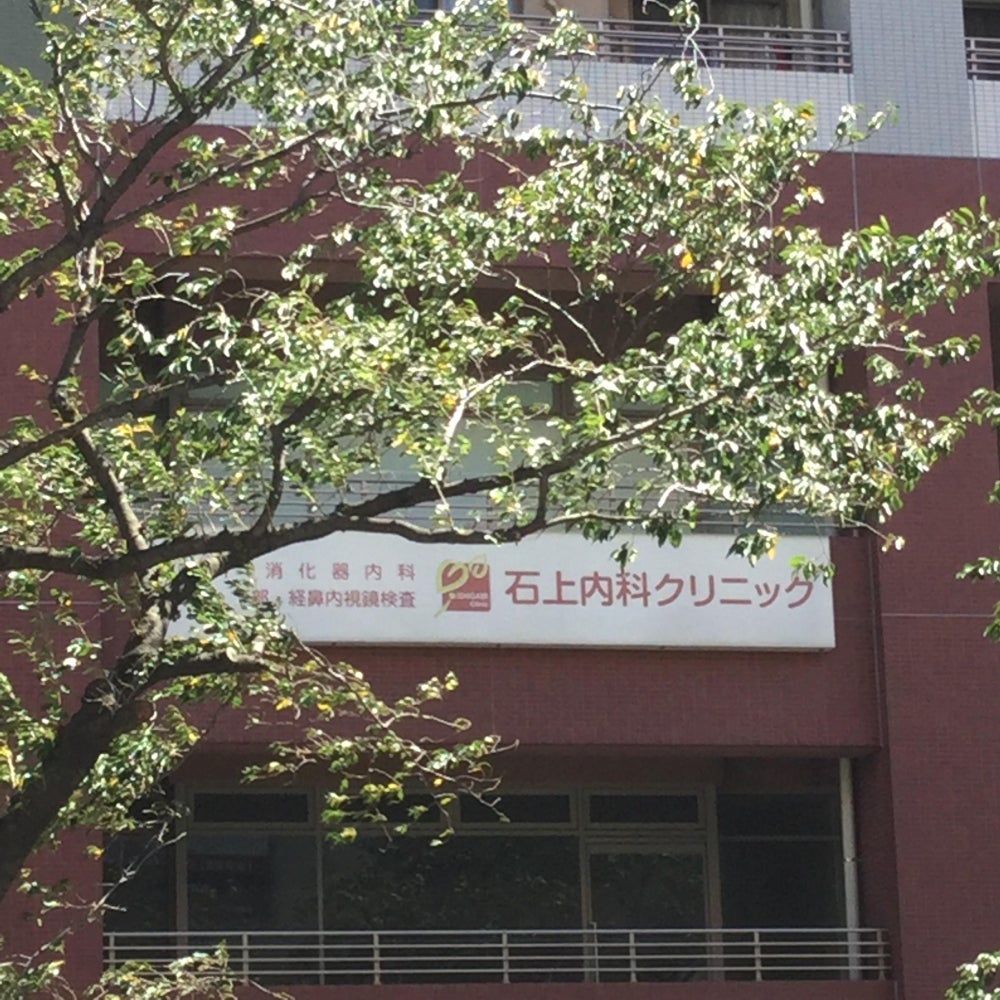 消化器内科
部・経鼻内視鏡検査
石上内科クリニック